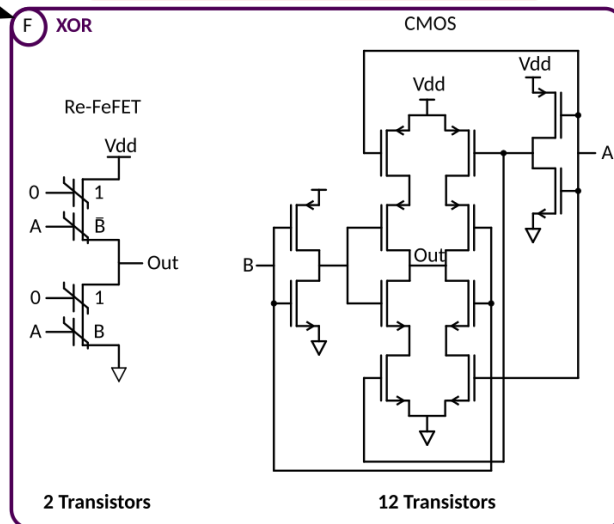 F XOR
CMOS
Re-FeFET
Vdd
0 1
A B̅
Out
0 1
A B
Vdd
Vdd
A
B
Out
2 Transistors
12 Transistors